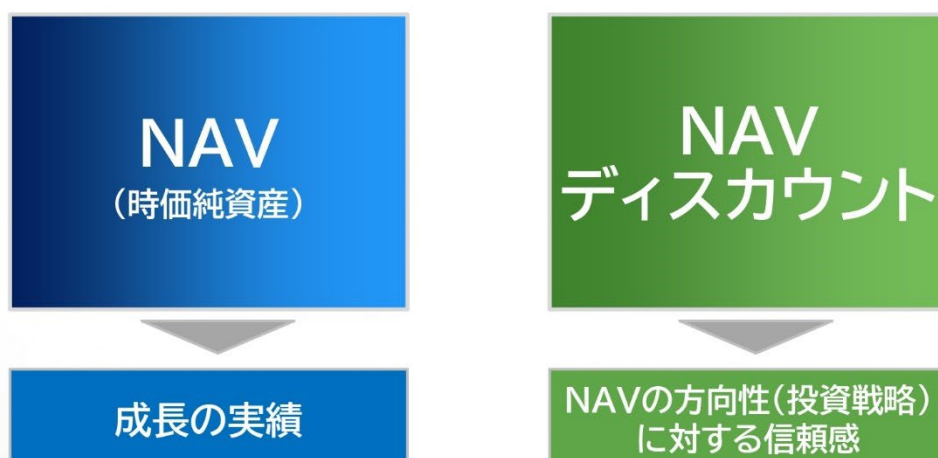 NAV
（時価純資産）
成長の実績
NAV
ディスカウント
NAVの方向性（投資戦略）
に対する信頼感